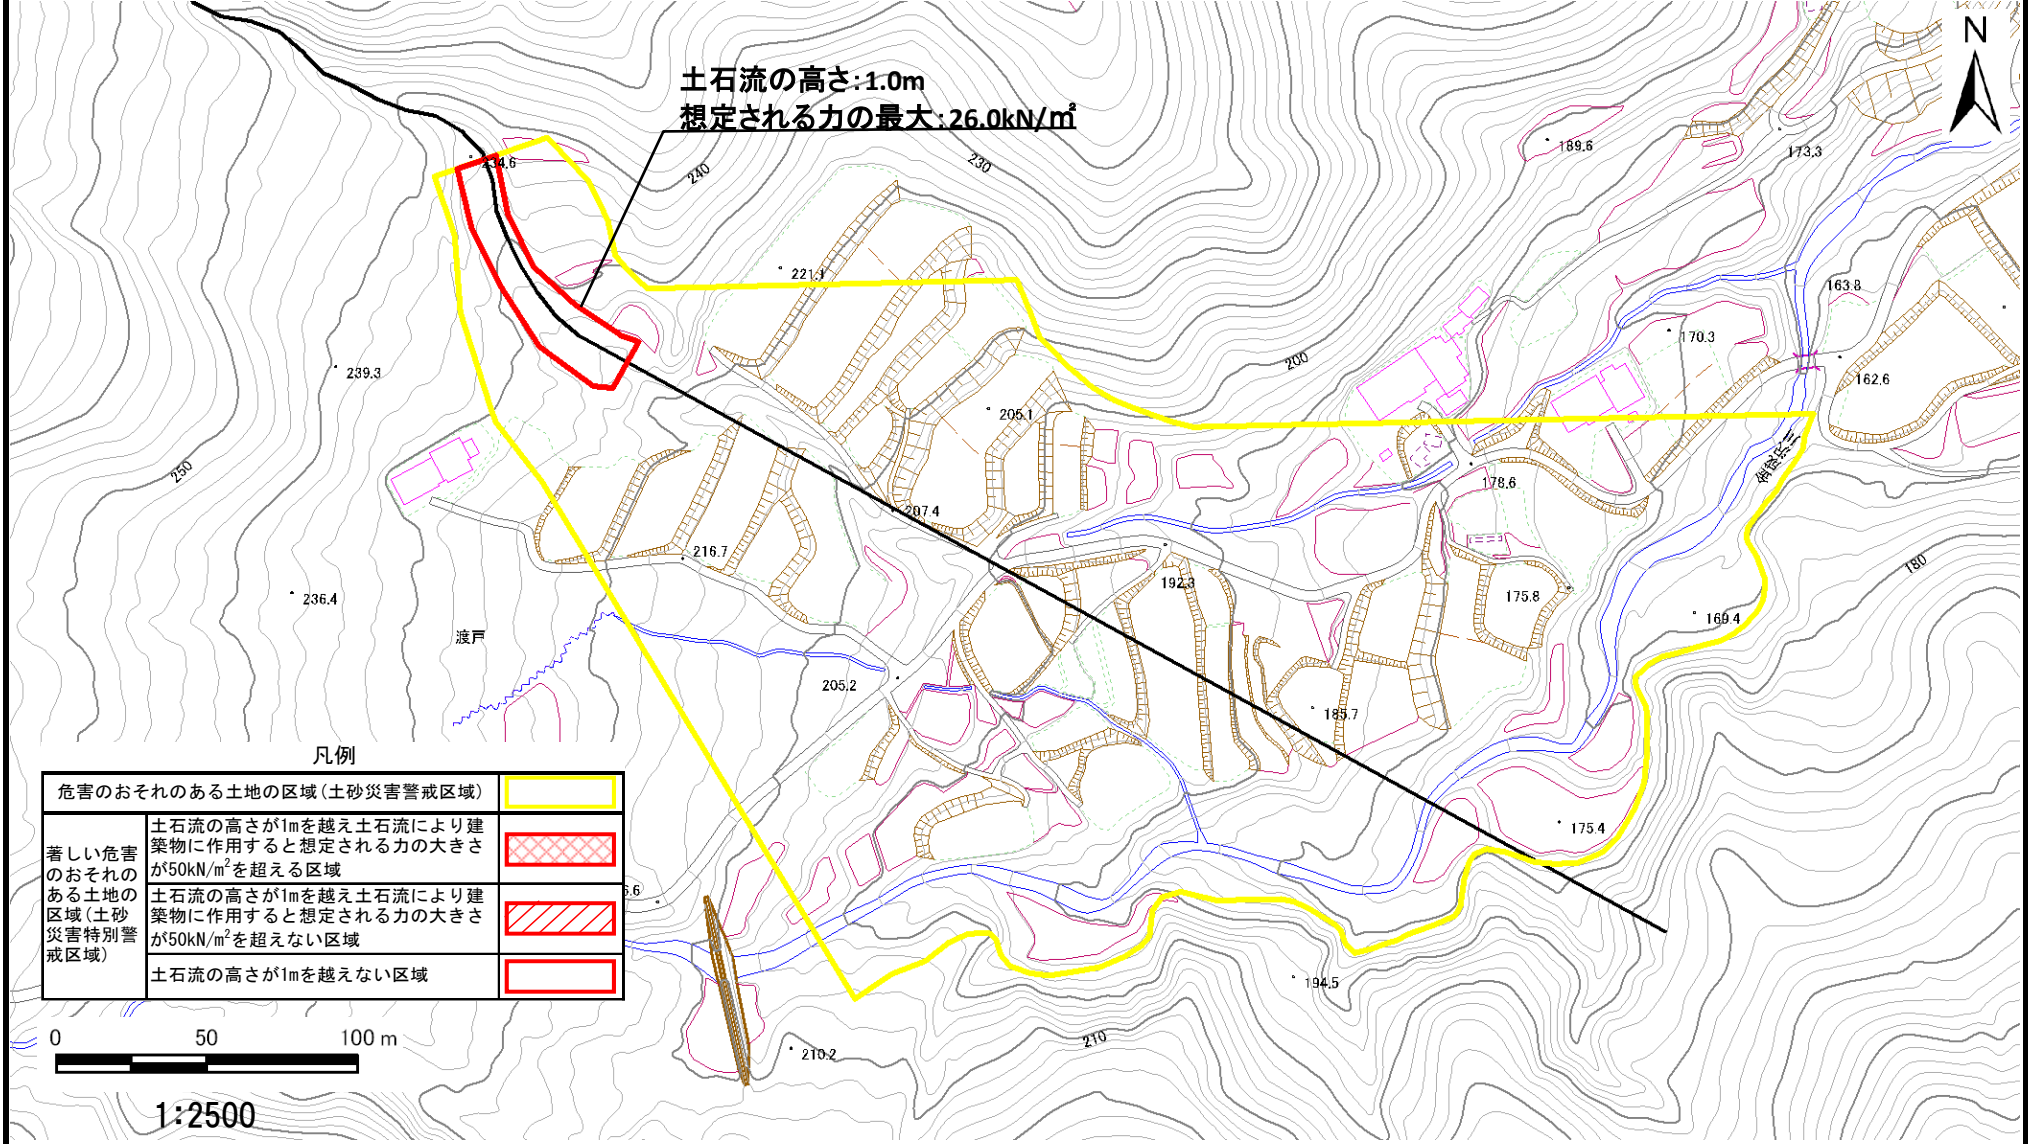 N
土石流の高さ：1.0m
想定される力の最大：26.0kN/㎡
234.6
240
230
189.6
173.3
221.1
163.8
170.3
239.3
200
162.6
205.1
250
178.6
207.4
216.7
180
192.3
175.8
236.4
169.4
渡戸
205.2
185.7
175.4
194.5
210
210.2
凡例
危害のおそれのある土地の区域（土砂災害警戒区域）
著しい危害
のおそれの
ある土地の
区域（土砂
災害特別警
戒区域）
土石流の高さが1mを越え土石流により建
築物に作用すると想定される力の大きさ
が50kN/m²を超える区域
土石流の高さが1mを越え土石流により建
築物に作用すると想定される力の大きさ
が50kN/m²を超えない区域
土石流の高さが1mを越えない区域
6.6
0 50 100 m
1:2500